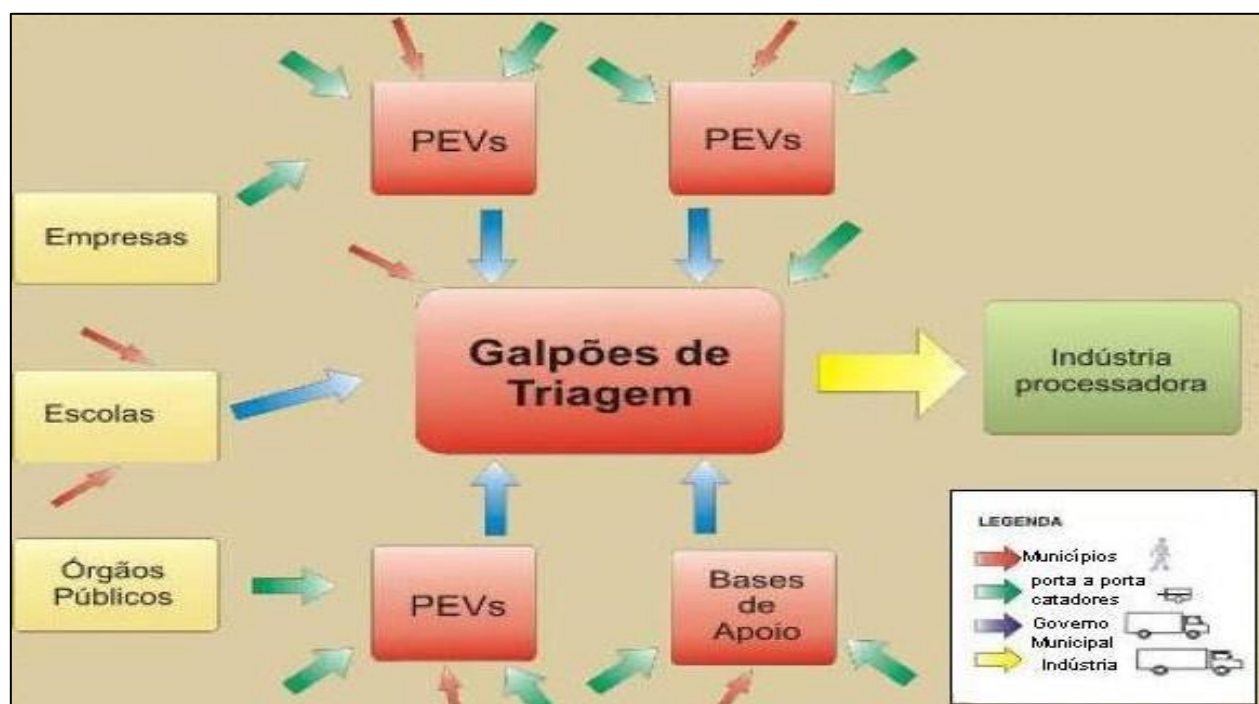 PEVs
PEVs
Empresas
Galpões de
Triagem
Indústria
processadora
Escolas
Órgãos
Públicos
PEVs
Bases
de
Apoio
LEGENDA
Municípios
porta a porta
catadores
Governo
Municipal
Indústria